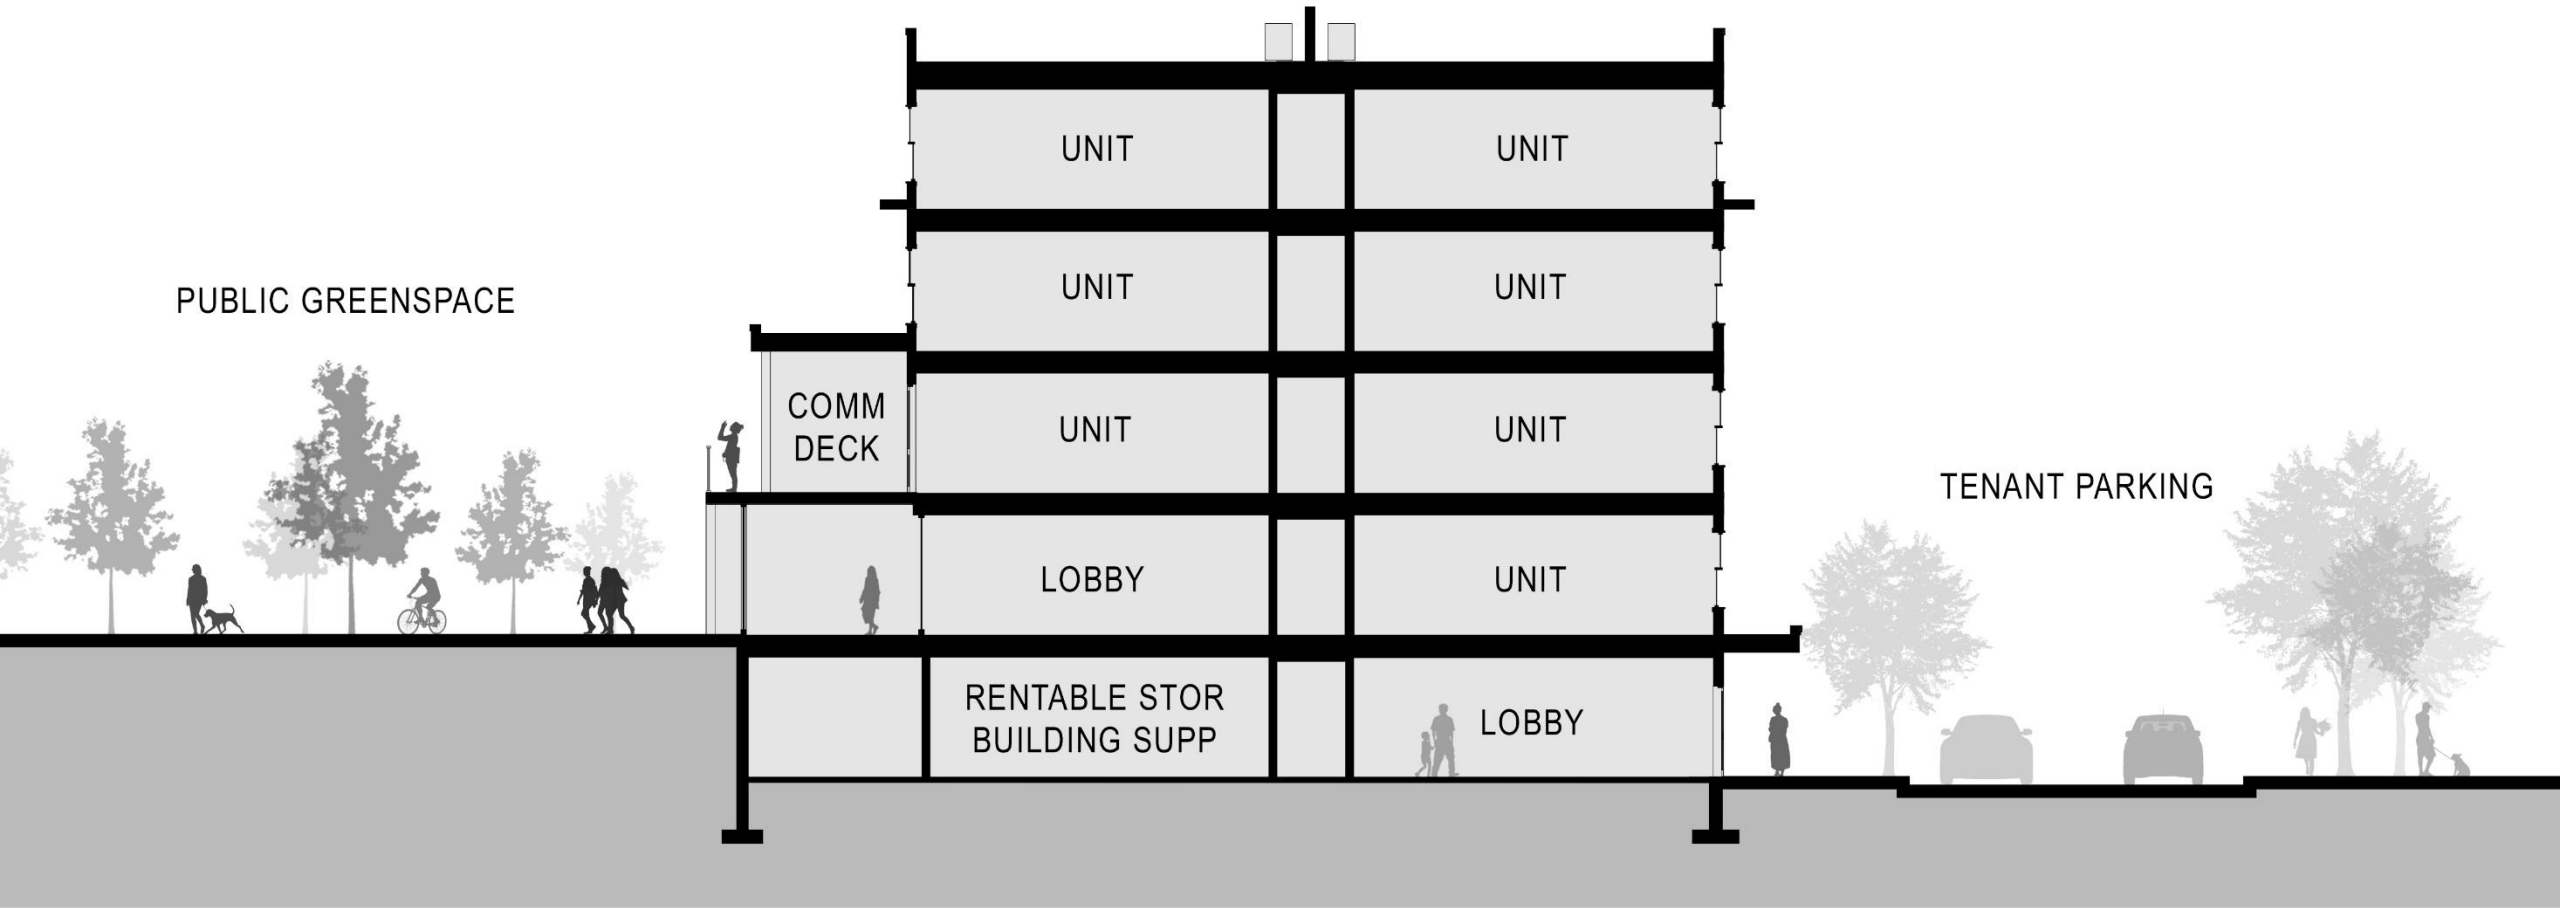 UNIT
UNIT
UNIT
UNIT
PUBLIC GREENSPACE
COMM
DECK
UNIT
UNIT
TENANT PARKING
LOBBY
UNIT
RENTABLE STOR
BUILDING SUPP
LOBBY